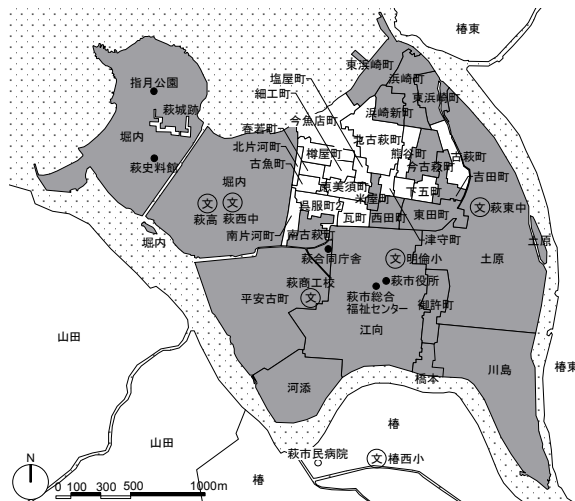 椿東
東浜崎町
浜崎町
塩屋町
細工町
東浜崎町
指月公園
浜崎新町
今魚店町
萩城跡
春若町
北古萩町
堀内
北片河町
樽屋町
熊谷町
古萩町
萩史料館
古魚町
今古萩町
吉田町
堀内
恵美須町
下五町
米屋町
文
文
呉服町2
文
萩東中
萩高
萩西中
瓦町
西田町
東田町
堀内
南片河町
南古萩町
津守町
土原
萩合同庁舎
文
明倫小
土原
萩商工校
萩市役所
文
平安古町
萩市総合
福祉センター
御許町
江向
山田
川島
椿東
河添
橋本
椿
山田
萩市民病院
文
椿西小
椿
N
0 100 300 500 1000m